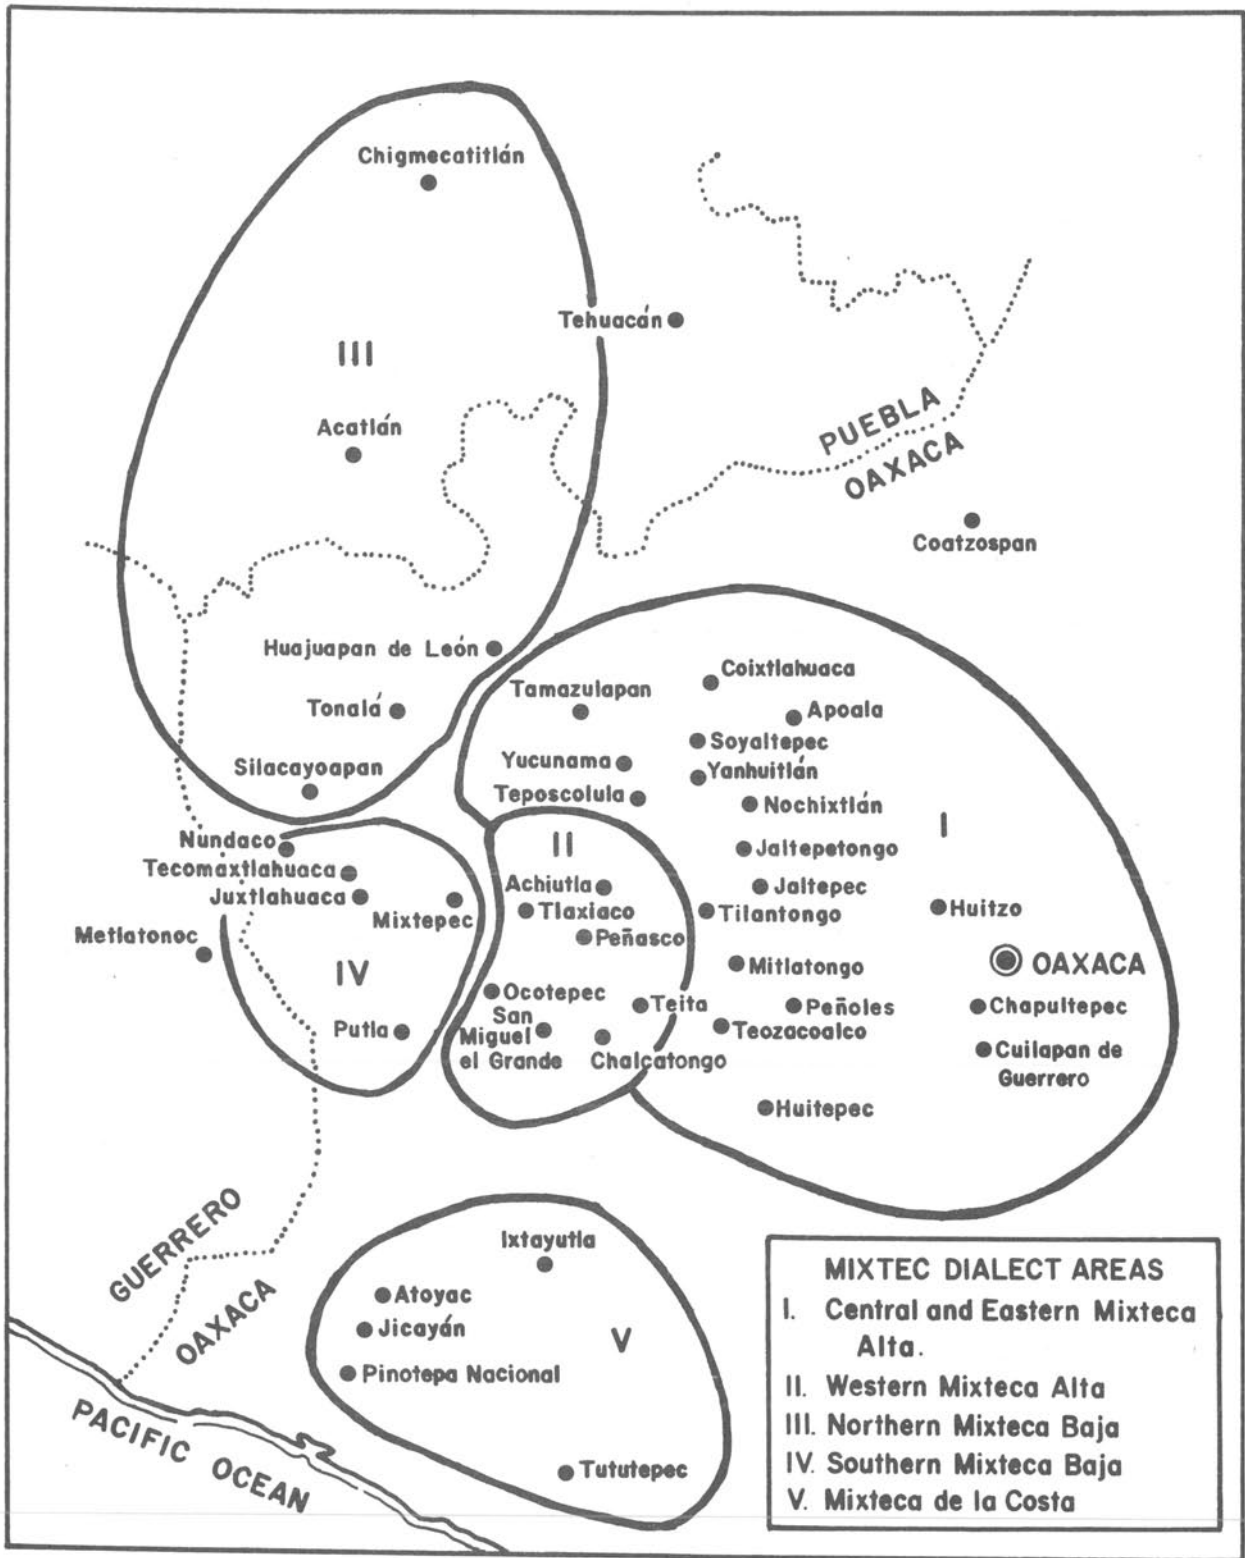 Chigmecatitlán
Tehuacán
III
Acatlán
PUEBLA
OAXACA
Coatzospan
Huajuapan de León
Tonalá
Silacayoapan
Coixtlahuaca
Tamazulapan
Apoala
Soyaltepec
Yucunama
Yanhuitlán
Teposcolula
Nochixtlán
I
Nundaco
Tecomaxtlahuaca
Juxtlahuaca
Mixtepec
Metlatonoc
IV
Putla
II
Achiutla
Tlaxiaco
Peñasco
Ocotepec
San
Miguel
el Grande
Teita
Chalcatongo
Jaltepetongo
Jaltepec
Tilantongo
Mitlatongo
Peñoles
Teozacoalco
Huitepec
Huitzo
OAXACA
Chapultepec
Cuilapan de
Guerrero
GUERRERO
OAXACA
PACIFIC OCEAN
Ixtayutla
Atoyac
Jicayán
V
Pinotepa Nacional
Tututepec
MIXTEC DIALECT AREAS
I. Central and Eastern Mixteca
Alta.
II. Western Mixteca Alta
III. Northern Mixteca Baja
IV. Southern Mixteca Baja
V. Mixteca de la Costa